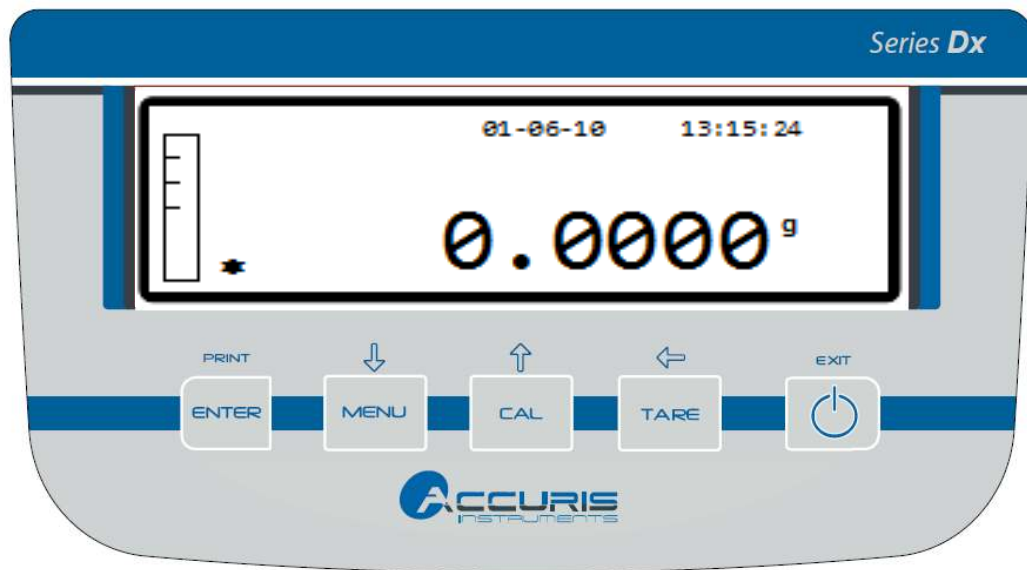 Series Dx
01-06-10 13:15:24
0.0000 g
PRINT EXIT
ENTER MENU CAL TARE
ACCURIS
INSTRUMENTS